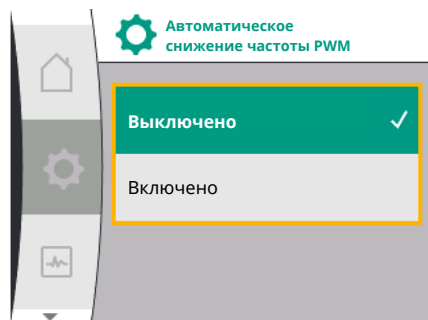 Автоматическое
снижение частоты PWM
Выключено
Включено